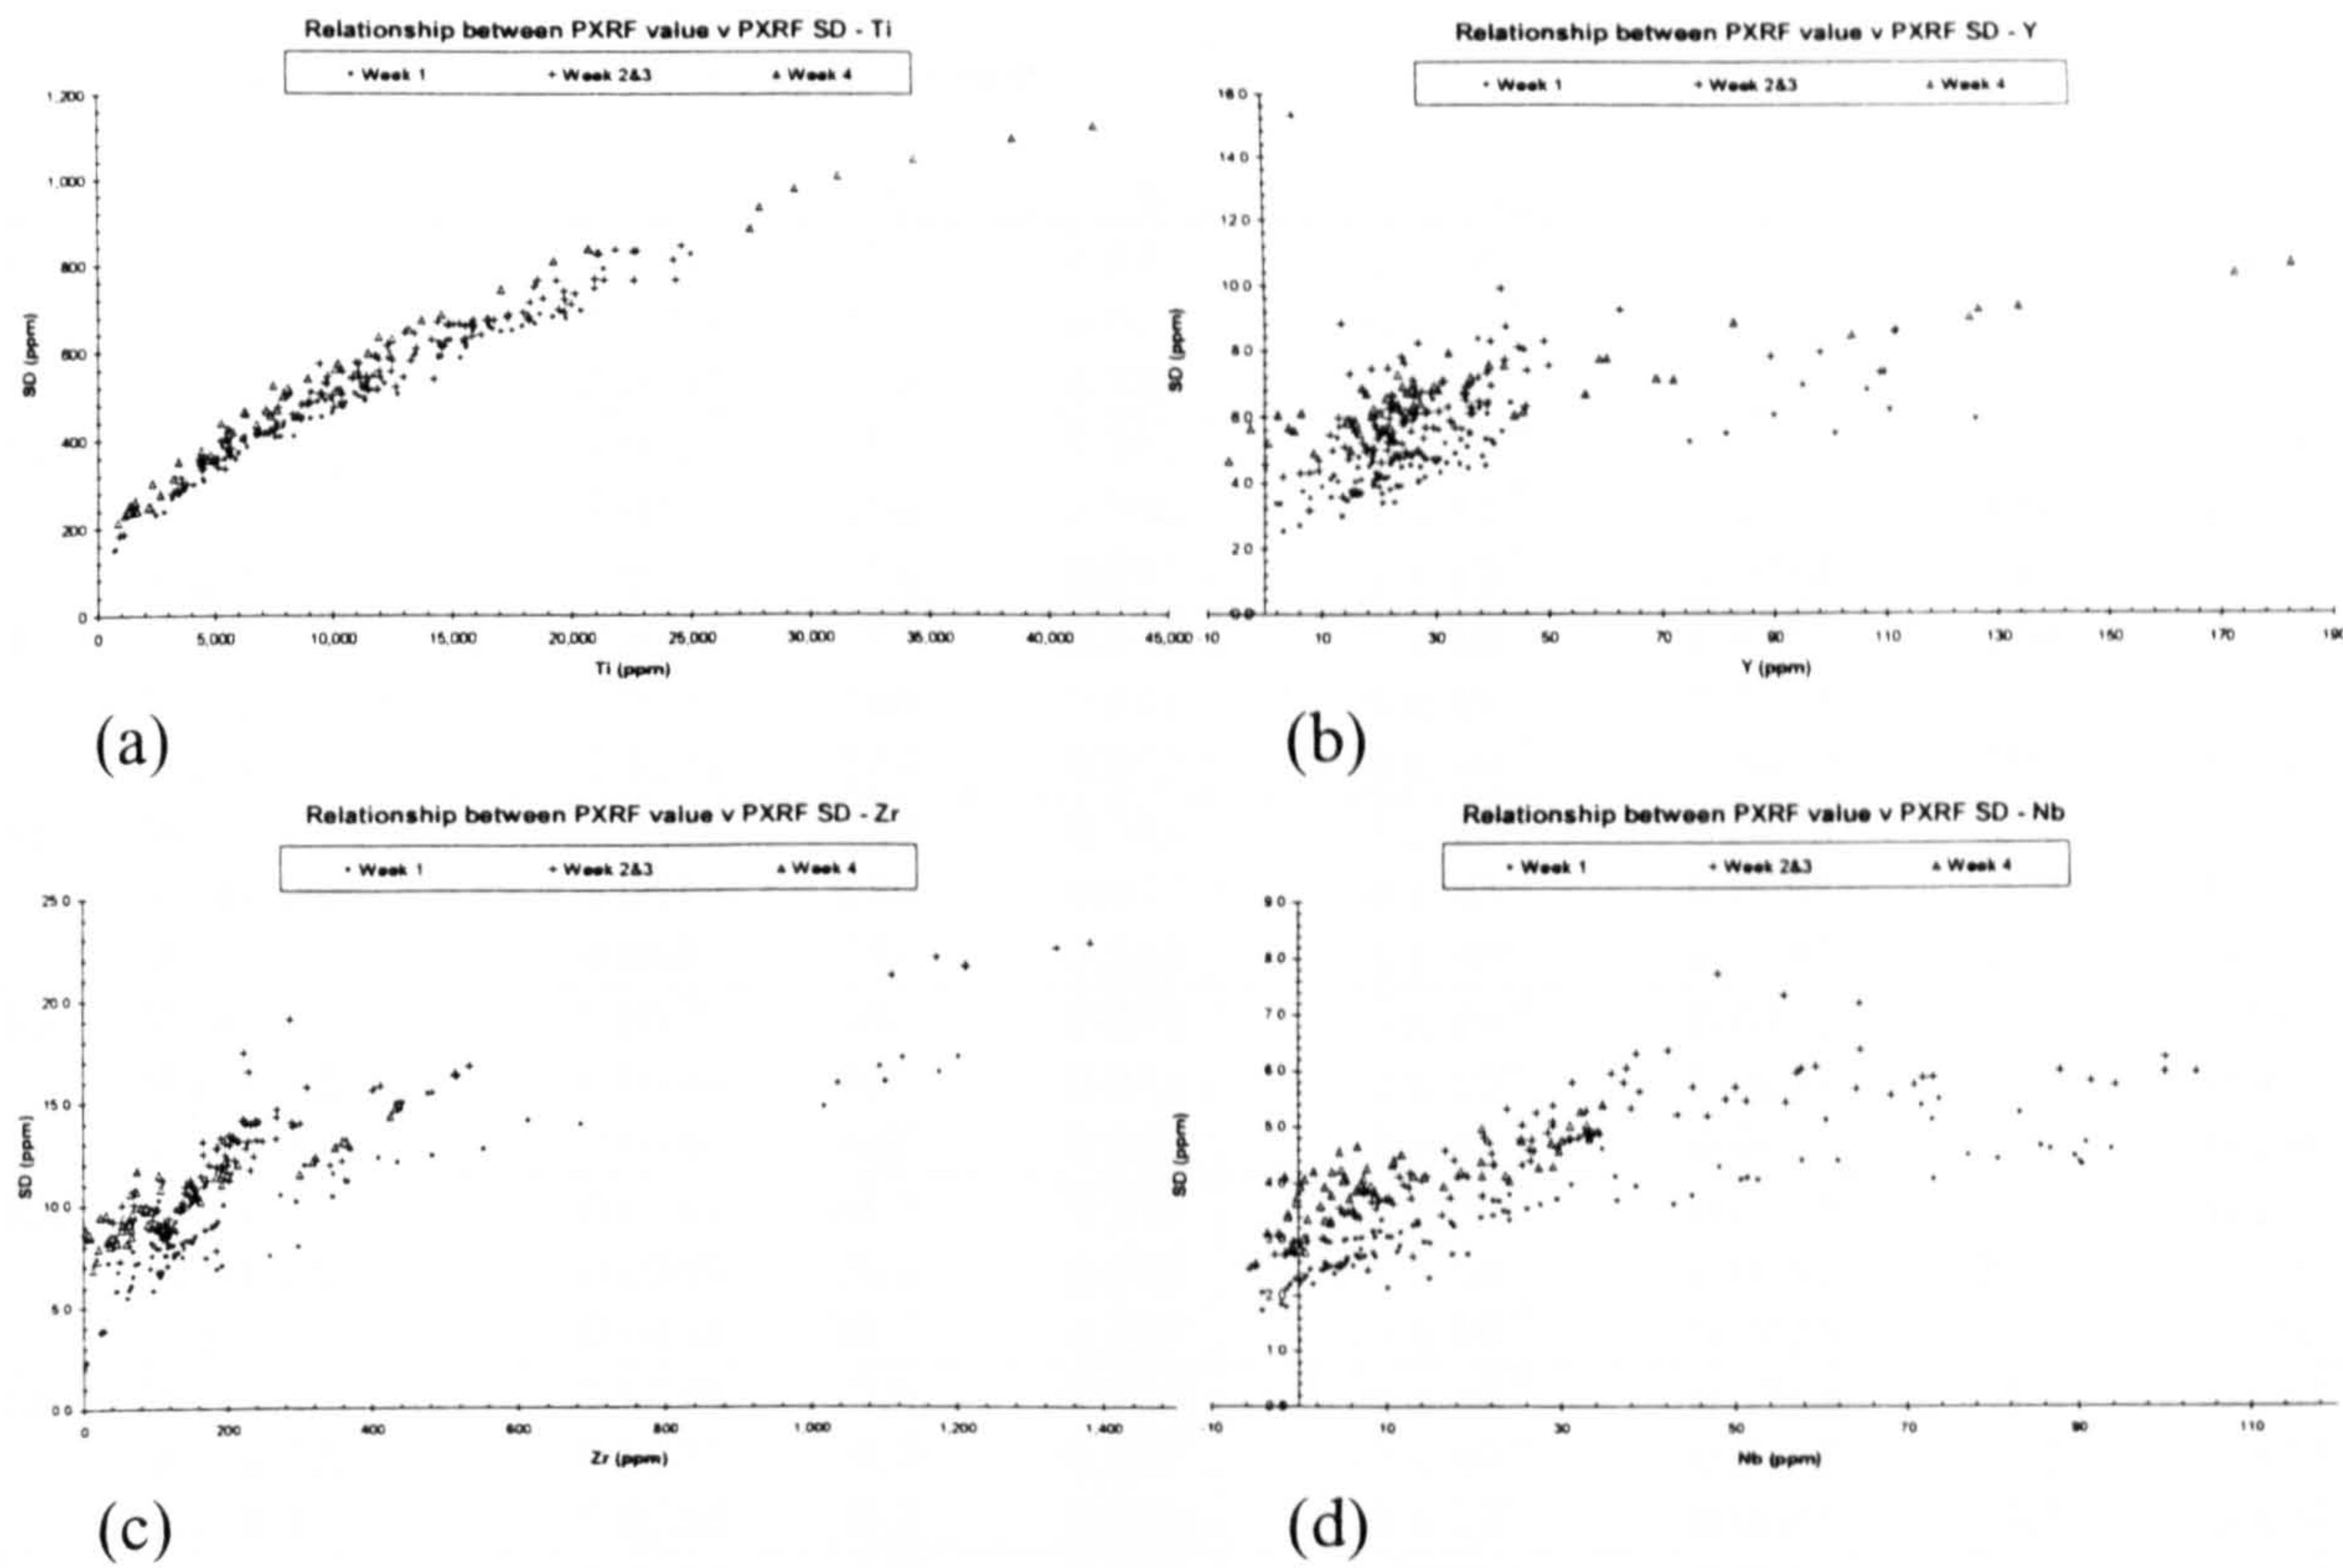 Relationship between PXRF value v PXRF SD - Ti
Week 1 Week 2&3 Week 4
1,200
1,000
800
600
400
200
0
SD (ppm)
0 5,000 10,000 15,000 20,000 25,000 30,000 35,000 40,000 45,000
Ti (ppm)
(a)
Relationship between PXRF value v PXRF SD - Y
Week 1 Week 2&3 Week 4
16.0
14.0
12.0
10.0
8.0
6.0
4.0
2.0
0.0
SD (ppm)
-10 10 30 50 70 90 110 130 150 170 190
Y (ppm)
(b)
Relationship between PXRF value v PXRF SD - Zr
Week 1 Week 2&3 Week 4
25.0
20.0
15.0
10.0
5.0
0.0
SD (ppm)
0 200 400 600 800 1,000 1,200 1,400
Zr (ppm)
(c)
Relationship between PXRF value v PXRF SD - Nb
Week 1 Week 2&3 Week 4
9.0
8.0
7.0
6.0
5.0
4.0
3.0
2.0
1.0
0.0
SD (ppm)
-10 10 30 50 70 90 110
Nb (ppm)
(d)